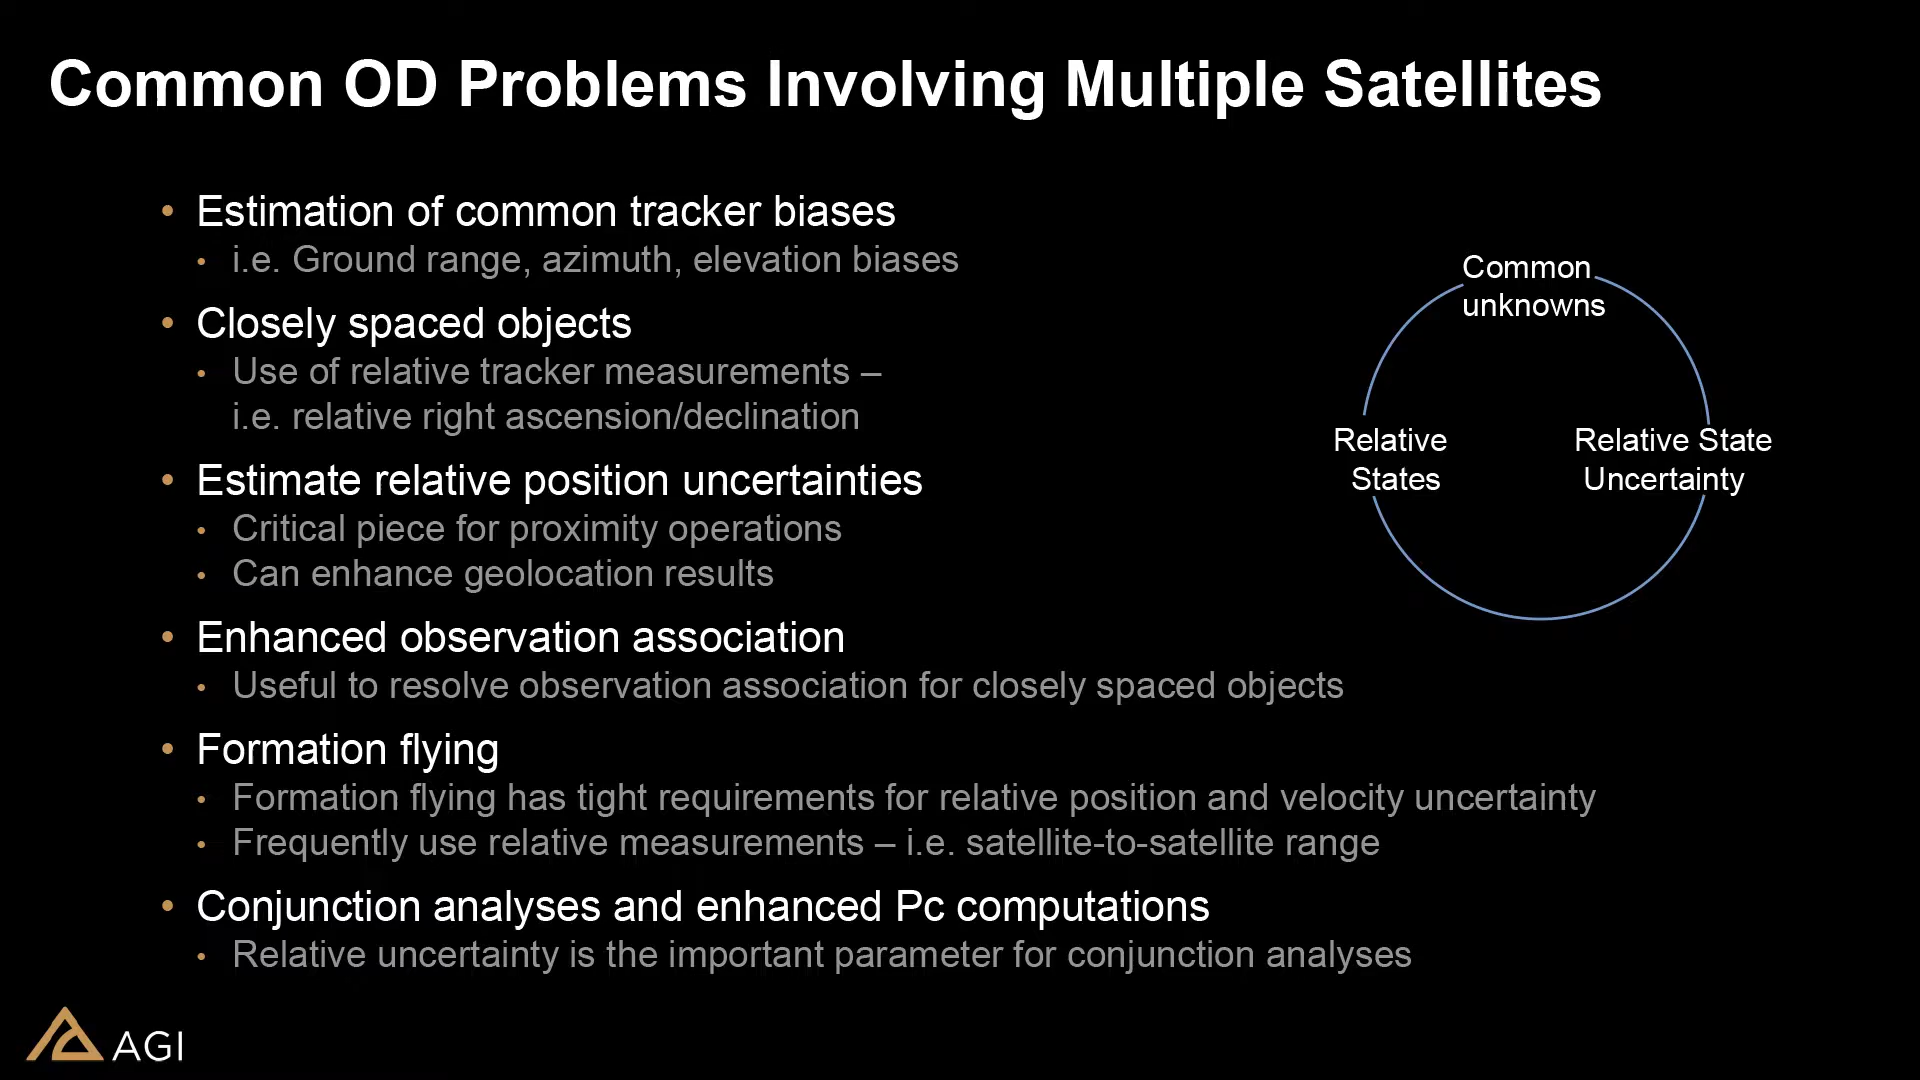 Common OD Problems Involving Multiple Satellites
• Estimation of common tracker biases
• i.e. Ground range, azimuth, elevation biases
• Closely spaced objects
• Use of relative tracker measurements –
i.e. relative right ascension/declination
• Estimate relative position uncertainties
• Critical piece for proximity operations
• Can enhance geolocation results
• Enhanced observation association
• Useful to resolve observation association for closely spaced objects
• Formation flying
• Formation flying has tight requirements for relative position and velocity uncertainty
• Frequently use relative measurements – i.e. satellite-to-satellite range
• Conjunction analyses and enhanced Pc computations
• Relative uncertainty is the important parameter for conjunction analyses
Common
unknowns
Relative
States
Relative State
Uncertainty
AGI